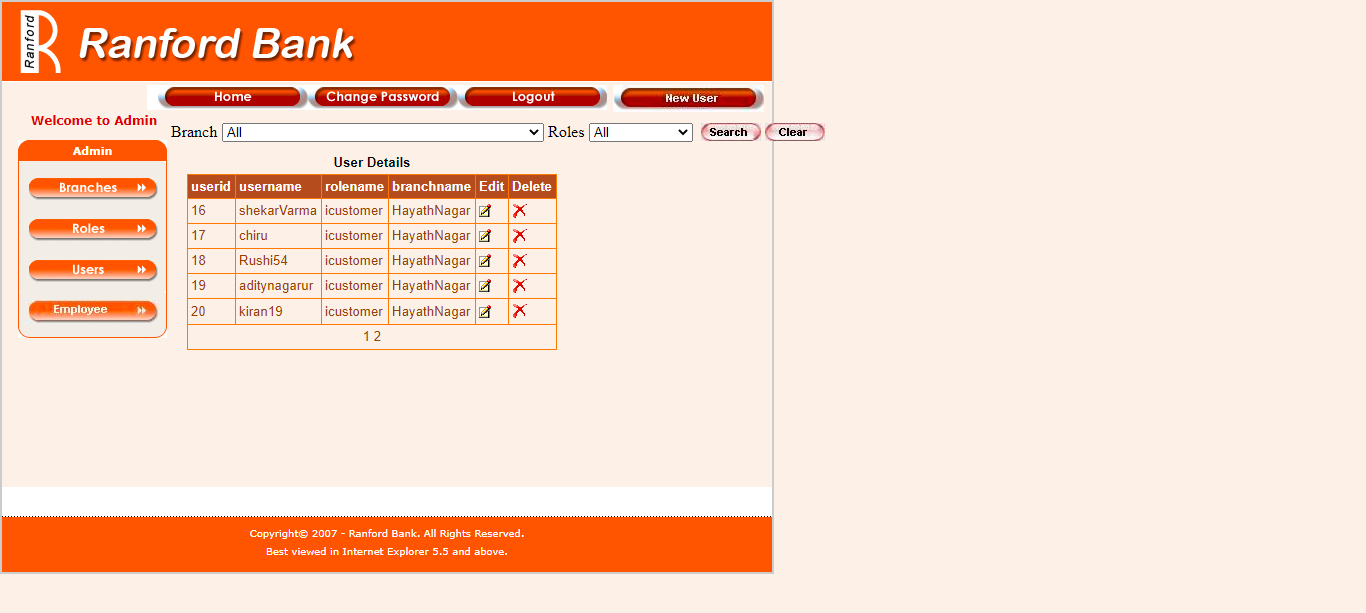 Ranford
Ranford Bank
Home Change Password Logout New User
Welcome to Admin
Branch All Roles All Search Clear
Admin
Branches
Roles
Users
Employee
User Details
userid username rolename branchname Edit Delete
16 shekarVarma icustomer HayathNagar
17 chiru icustomer HayathNagar
18 Rushi54 icustomer HayathNagar
19 aditynagarur icustomer HayathNagar
20 kiran19 icustomer HayathNagar
1 2
Copyright© 2007 - Ranford Bank. All Rights Reserved.
Best viewed in Internet Explorer 5.5 and above.